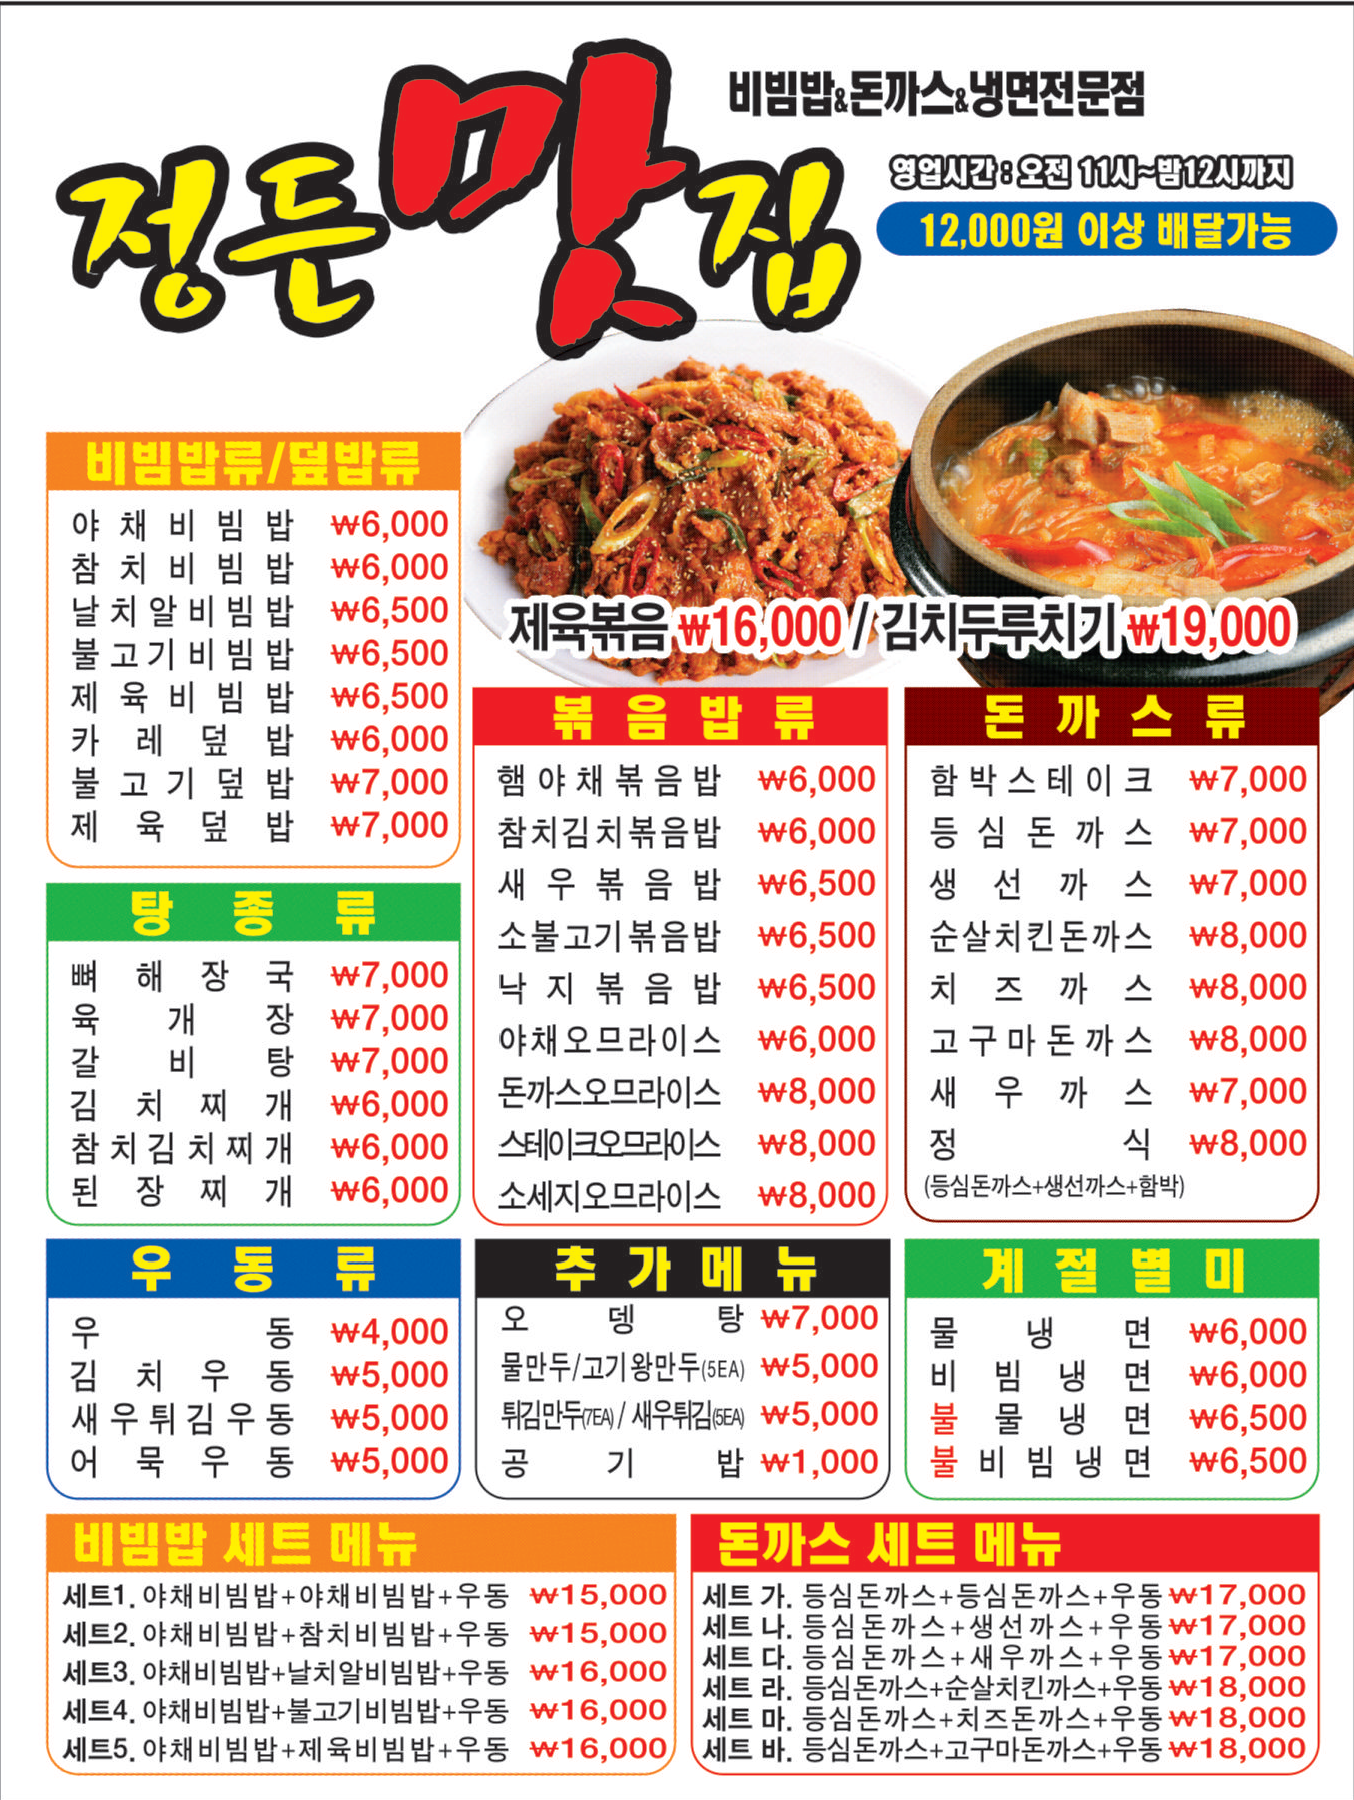 정든맛집
비빔밥&돈까스&냉면전문점
영업시간 : 오전 11시~밤12시까지
12,000원 이상 배달가능
제육볶음 ₩16,000 / 김치두루치기 ₩19,000
비빔밥류/덮밥류
야채비빔밥 ₩6,000
참치비빔밥 ₩6,000
날치알비빔밥 ₩6,500
불고기비빔밥 ₩6,500
제육비빔밥 ₩6,500
카레덮밥 ₩6,000
불고기덮밥 ₩7,000
제육덮밥 ₩7,000
탕종류
뼈해장국 ₩7,000
육개장 ₩7,000
갈비탕 ₩7,000
김치찌개 ₩6,000
참치김치찌개 ₩6,000
된장찌개 ₩6,000
볶음밥류
햄야채볶음밥 ₩6,000
참치김치볶음밥 ₩6,000
새우볶음밥 ₩6,500
소불고기볶음밥 ₩6,500
낙지볶음밥 ₩6,500
야채오므라이스 ₩6,000
돈까스오므라이스 ₩8,000
스테이크오므라이스 ₩8,000
소세지오므라이스 ₩8,000
돈까스류
함박스테이크 ₩7,000
등심돈까스 ₩7,000
생선까스 ₩7,000
순살치킨돈까스 ₩8,000
치즈까스 ₩8,000
고구마돈까스 ₩8,000
새우까스 ₩7,000
정식 ₩8,000
(등심돈까스+생선까스+함박)
우동류
우동 ₩4,000
김치우동 ₩5,000
새우튀김우동 ₩5,000
어묵우동 ₩5,000
추가메뉴
오뎅탕 ₩7,000
물만두/고기왕만두(5EA) ₩5,000
튀김만두(7EA) / 새우튀김(5EA) ₩5,000
공기밥 ₩1,000
계절별미
물냉면 ₩6,000
비빔냉면 ₩6,000
불물냉면 ₩6,500
불비빔냉면 ₩6,500
비빔밥 세트 메뉴
세트1. 야채비빔밥+야채비빔밥+우동 ₩15,000
세트2. 야채비빔밥+참치비빔밥+우동 ₩15,000
세트3. 야채비빔밥+날치알비빔밥+우동 ₩16,000
세트4. 야채비빔밥+불고기비빔밥+우동 ₩16,000
세트5. 야채비빔밥+제육비빔밥+우동 ₩16,000
돈까스 세트 메뉴
세트 가. 등심돈까스+등심돈까스+우동 ₩17,000
세트 나. 등심돈까스+생선까스+우동 ₩17,000
세트 다. 등심돈까스+새우까스+우동 ₩17,000
세트 라. 등심돈까스+순살치킨까스+우동 ₩18,000
세트 마. 등심돈까스+치즈돈까스+우동 ₩18,000
세트 바. 등심돈까스+고구마돈까스+우동 ₩18,000